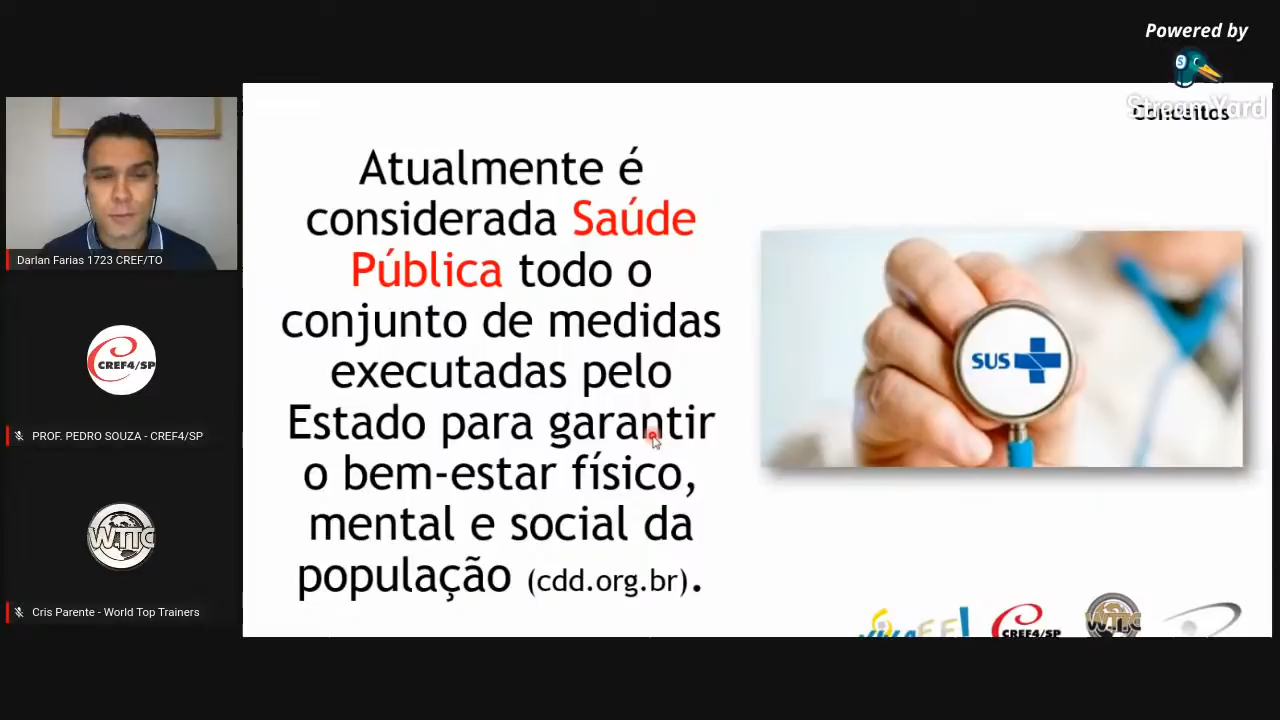 Powered by
StreamYard
Conceitos
Atualmente é
considerada Saúde
Pública todo o
conjunto de medidas
executadas pelo
Estado para garantir
o bem-estar físico,
mental e social da
população (cdd.org.br).
SUS
Darlan Farias 1723 CREF/TO
CREF4/SP
PROF. PEDRO SOUZA - CREF4/SP
WTTC
Cris Parente - World Top Trainers
CREF4/SP
WTTC